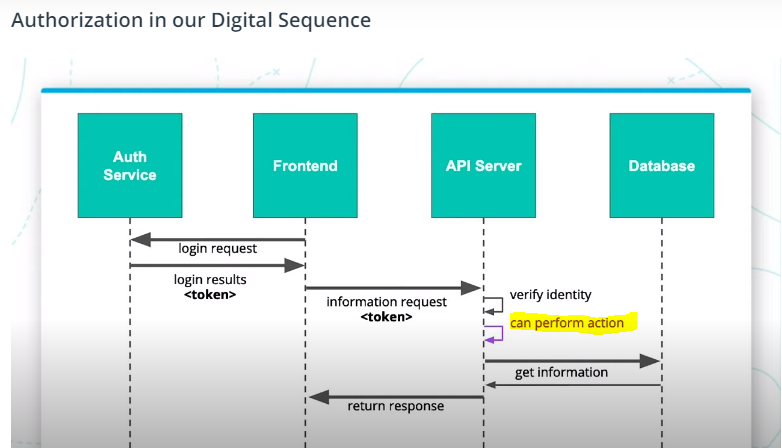 Authorization in our Digital Sequence
Auth
Service
Frontend
API Server
Database
login request
login results
<token>
information request
<token>
verify identity
can perform action
get information
return response